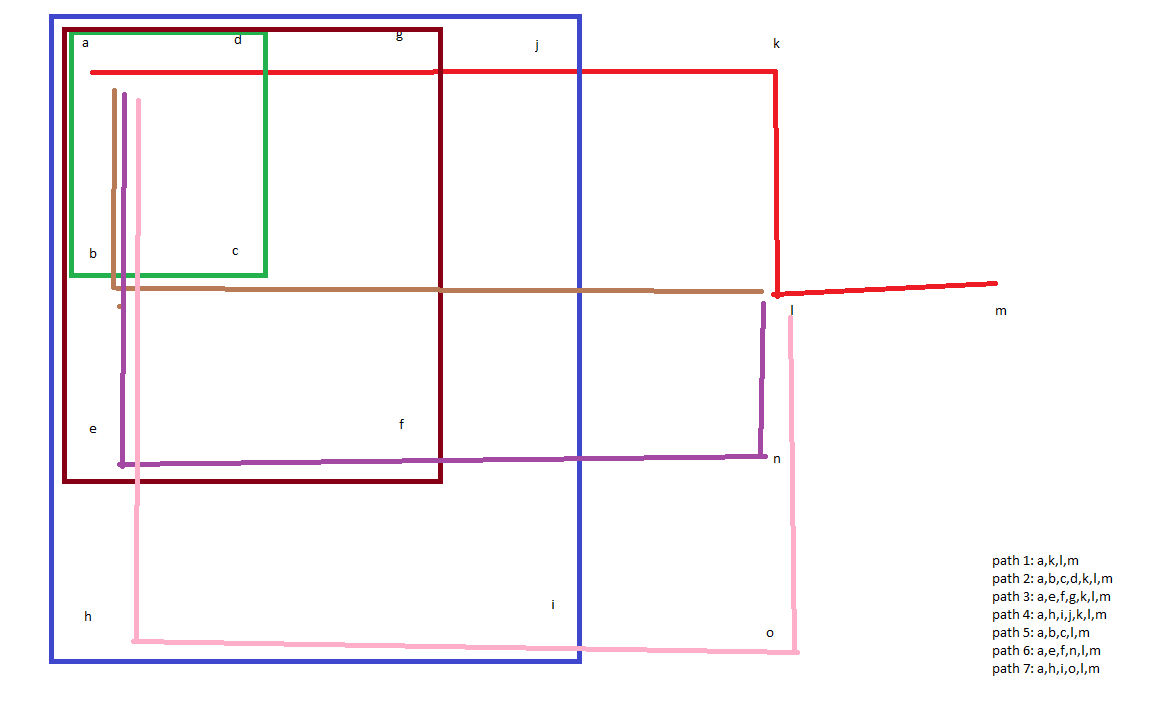 a
d
g
j
k
b
c
l
m
e
f
n
h
i
o
path 1: a,k,l,m
path 2: a,b,c,d,k,l,m
path 3: a,e,f,g,k,l,m
path 4: a,h,i,j,k,l,m
path 5: a,b,c,l,m
path 6: a,e,f,n,l,m
path 7: a,h,i,o,l,m